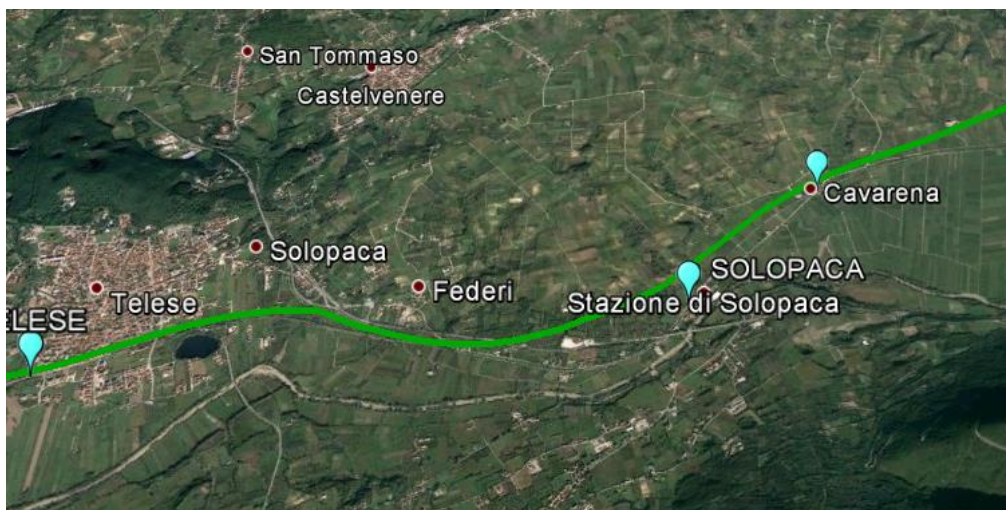 San Tommaso
Castelvenere
Cavarena
Solopaca
SOLOPACA
Federi
Stazione di Solopaca
Telese
ELESE